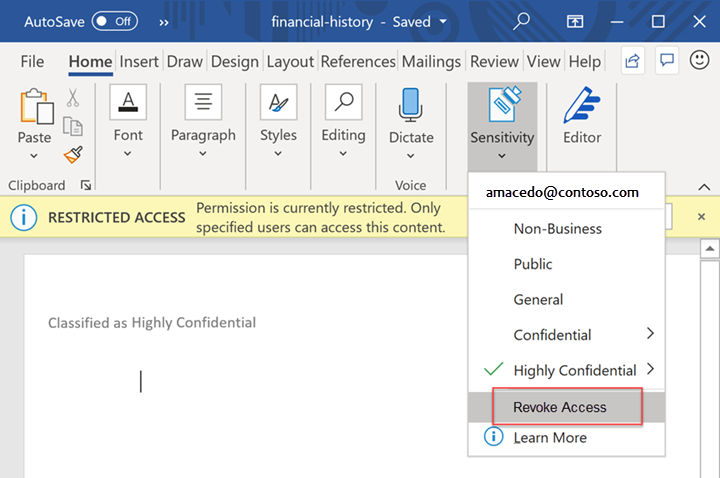 AutoSave Off financial-history - Saved
File Home Insert Draw Design Layout References Mailings Review View Help
Paste Font Paragraph Styles Editing Dictate Sensitivity Editor
Clipboard Voice
amacedo@contoso.com
RESTRICTED ACCESS Permission is currently restricted. Only
specified users can access this content.
Non-Business
Public
General
Confidential
Highly Confidential
Revoke Access
Learn More
Classified as Highly Confidential